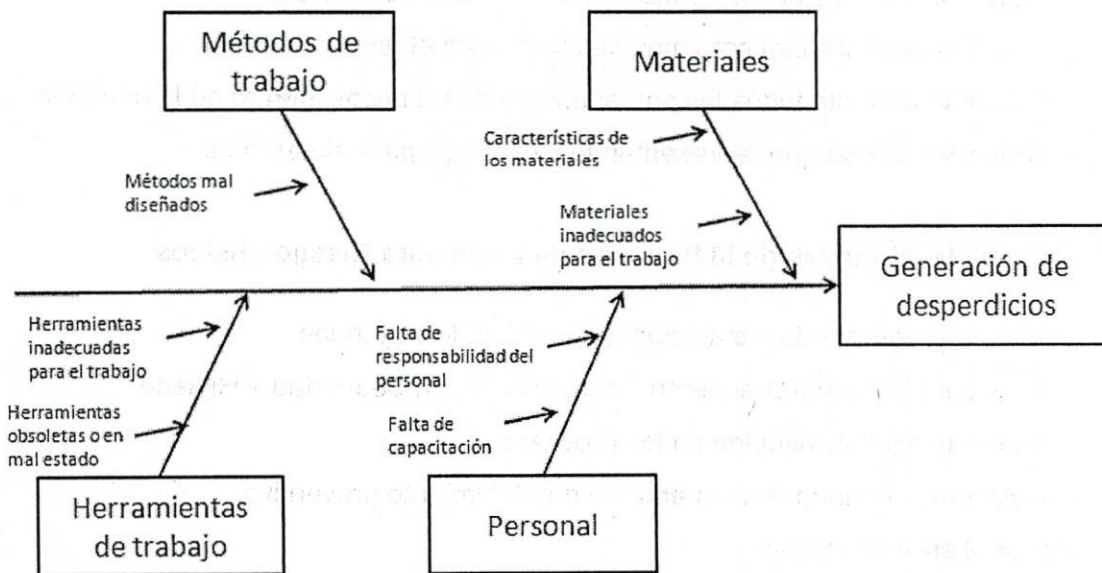 Métodos de
trabajo
Materiales
Características de
los materiales
Métodos mal
diseñados
Materiales
inadecuados
para el trabajo
Generación de
desperdicios
Herramientas
inadecuadas
para el trabajo
Falta de
responsabilidad del
personal
Herramientas
obsoletas o en
mal estado
Falta de
capacitación
Herramientas
de trabajo
Personal